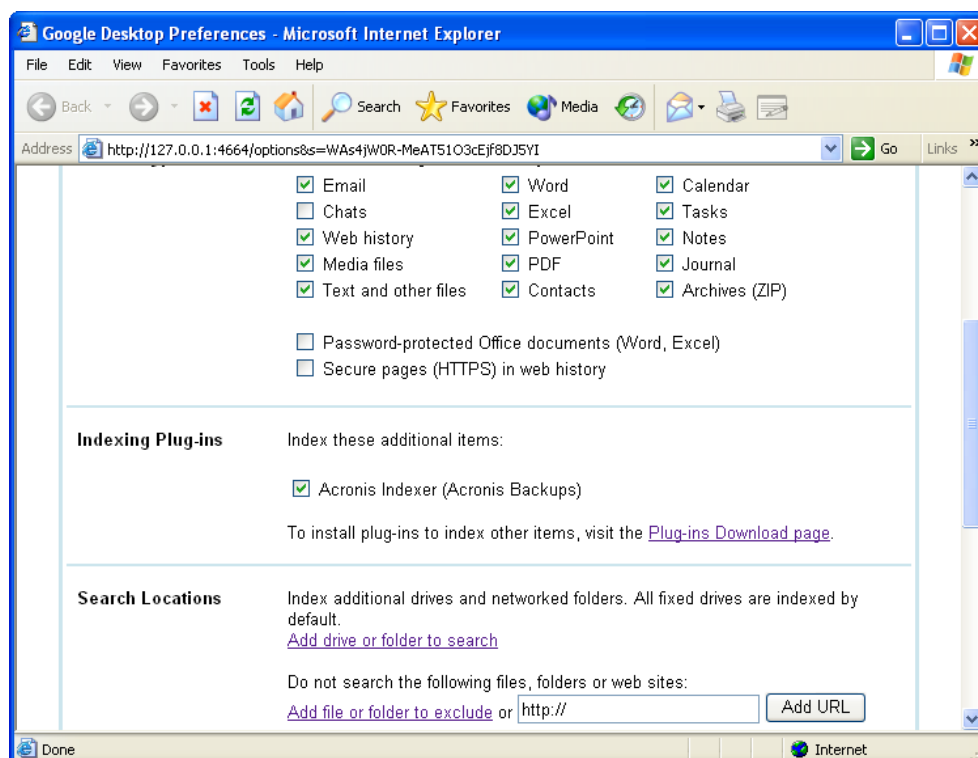 Google Desktop Preferences - Microsoft Internet Explorer
File Edit View Favorites Tools Help
Back Search Favorites Media
Address http://127.0.0.1:4664/options&s=WAs4jW0R-MeAT51O3cEjf8DJ5YI Go Links »
Email Word Calendar
Chats Excel Tasks
Web history PowerPoint Notes
Media files PDF Journal
Text and other files Contacts Archives (ZIP)
Password-protected Office documents (Word, Excel)
Secure pages (HTTPS) in web history
Indexing Plug-ins Index these additional items:
Acronis Indexer (Acronis Backups)
To install plug-ins to index other items, visit the Plug-ins Download page.
Search Locations Index additional drives and networked folders. All fixed drives are indexed by
default.
Add drive or folder to search
Do not search the following files, folders or web sites:
Add file or folder to exclude or http:// Add URL
Done Internet